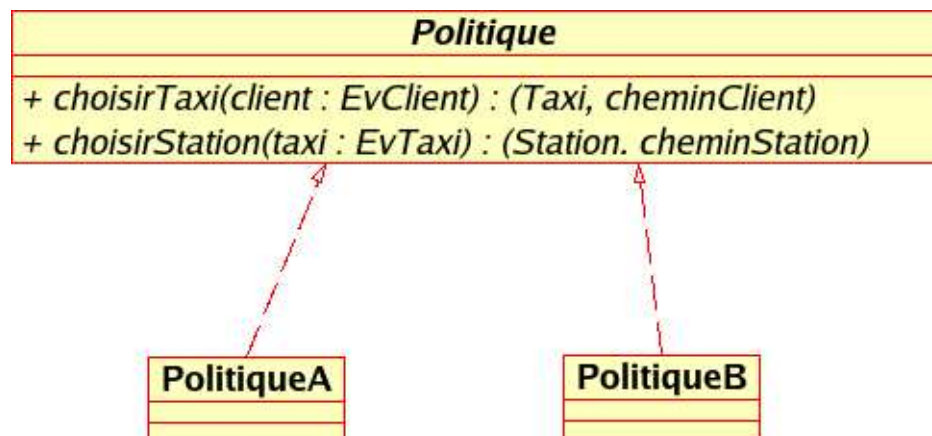 Politique
+ choisirTaxi(client : EvClient) : (Taxi, cheminClient)
+ choisirStation(taxi : EvTaxi) : (Station. cheminStation)
PolitiqueA
PolitiqueB